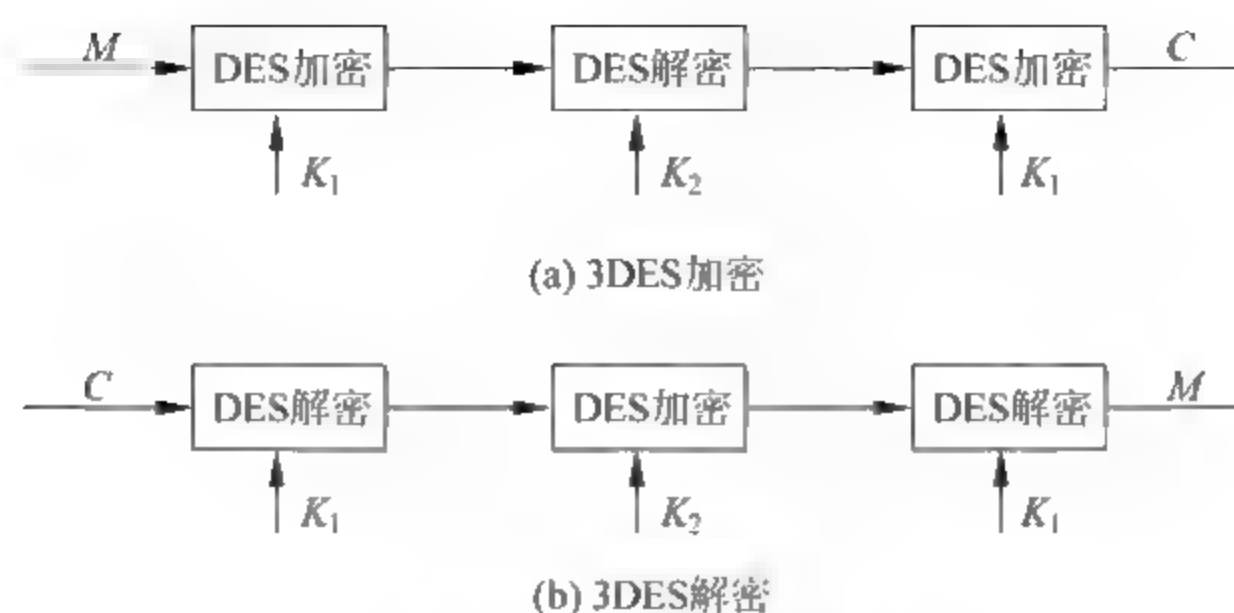 M DES加密 DES解密 DES加密 C
K₁ K₂ K₁
(a) 3DES加密
C DES解密 DES加密 DES解密 M
K₁ K₂ K₁
(b) 3DES解密